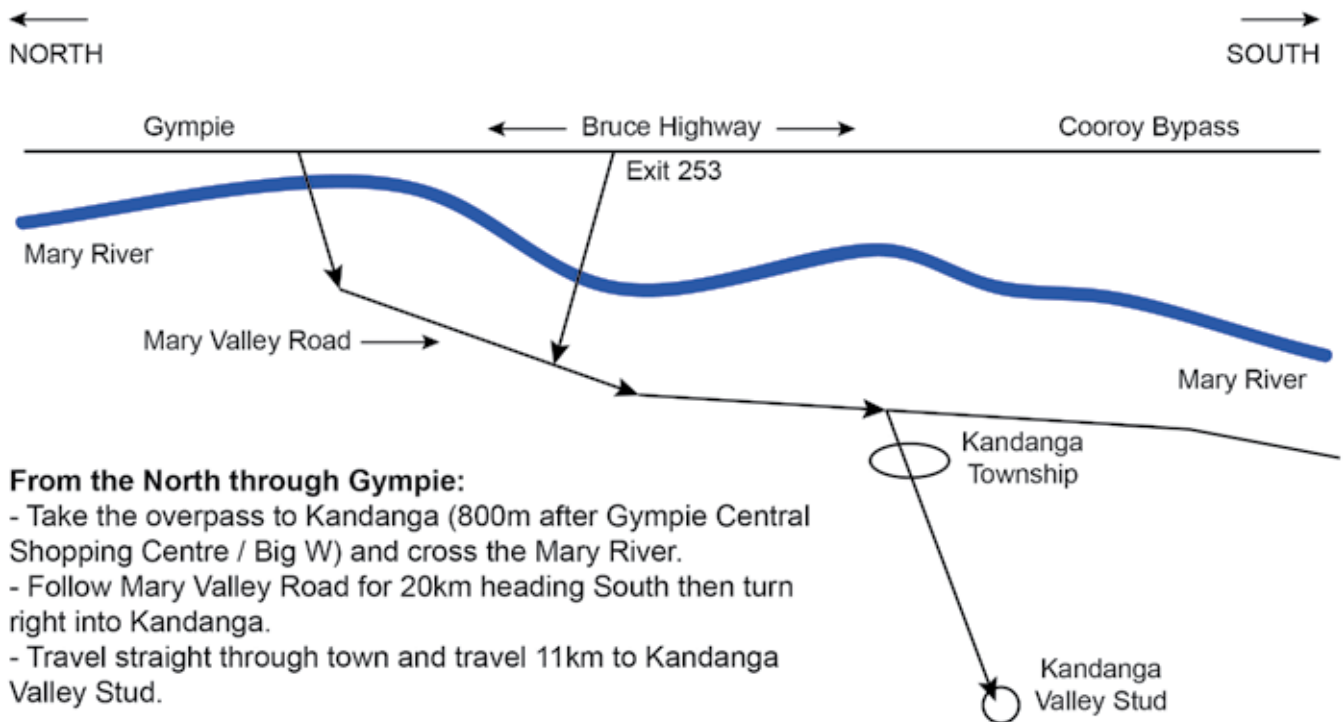 NORTH
SOUTH
Gympie
Bruce Highway
Cooroy Bypass
Exit 253
Mary River
Mary Valley Road
Mary River
Kandanga
Township
From the North through Gympie:
- Take the overpass to Kandanga (800m after Gympie Central
Shopping Centre / Big W) and cross the Mary River.
- Follow Mary Valley Road for 20km heading South then turn
right into Kandanga.
- Travel straight through town and travel 11km to Kandanga
Valley Stud.
Kandanga
Valley Stud